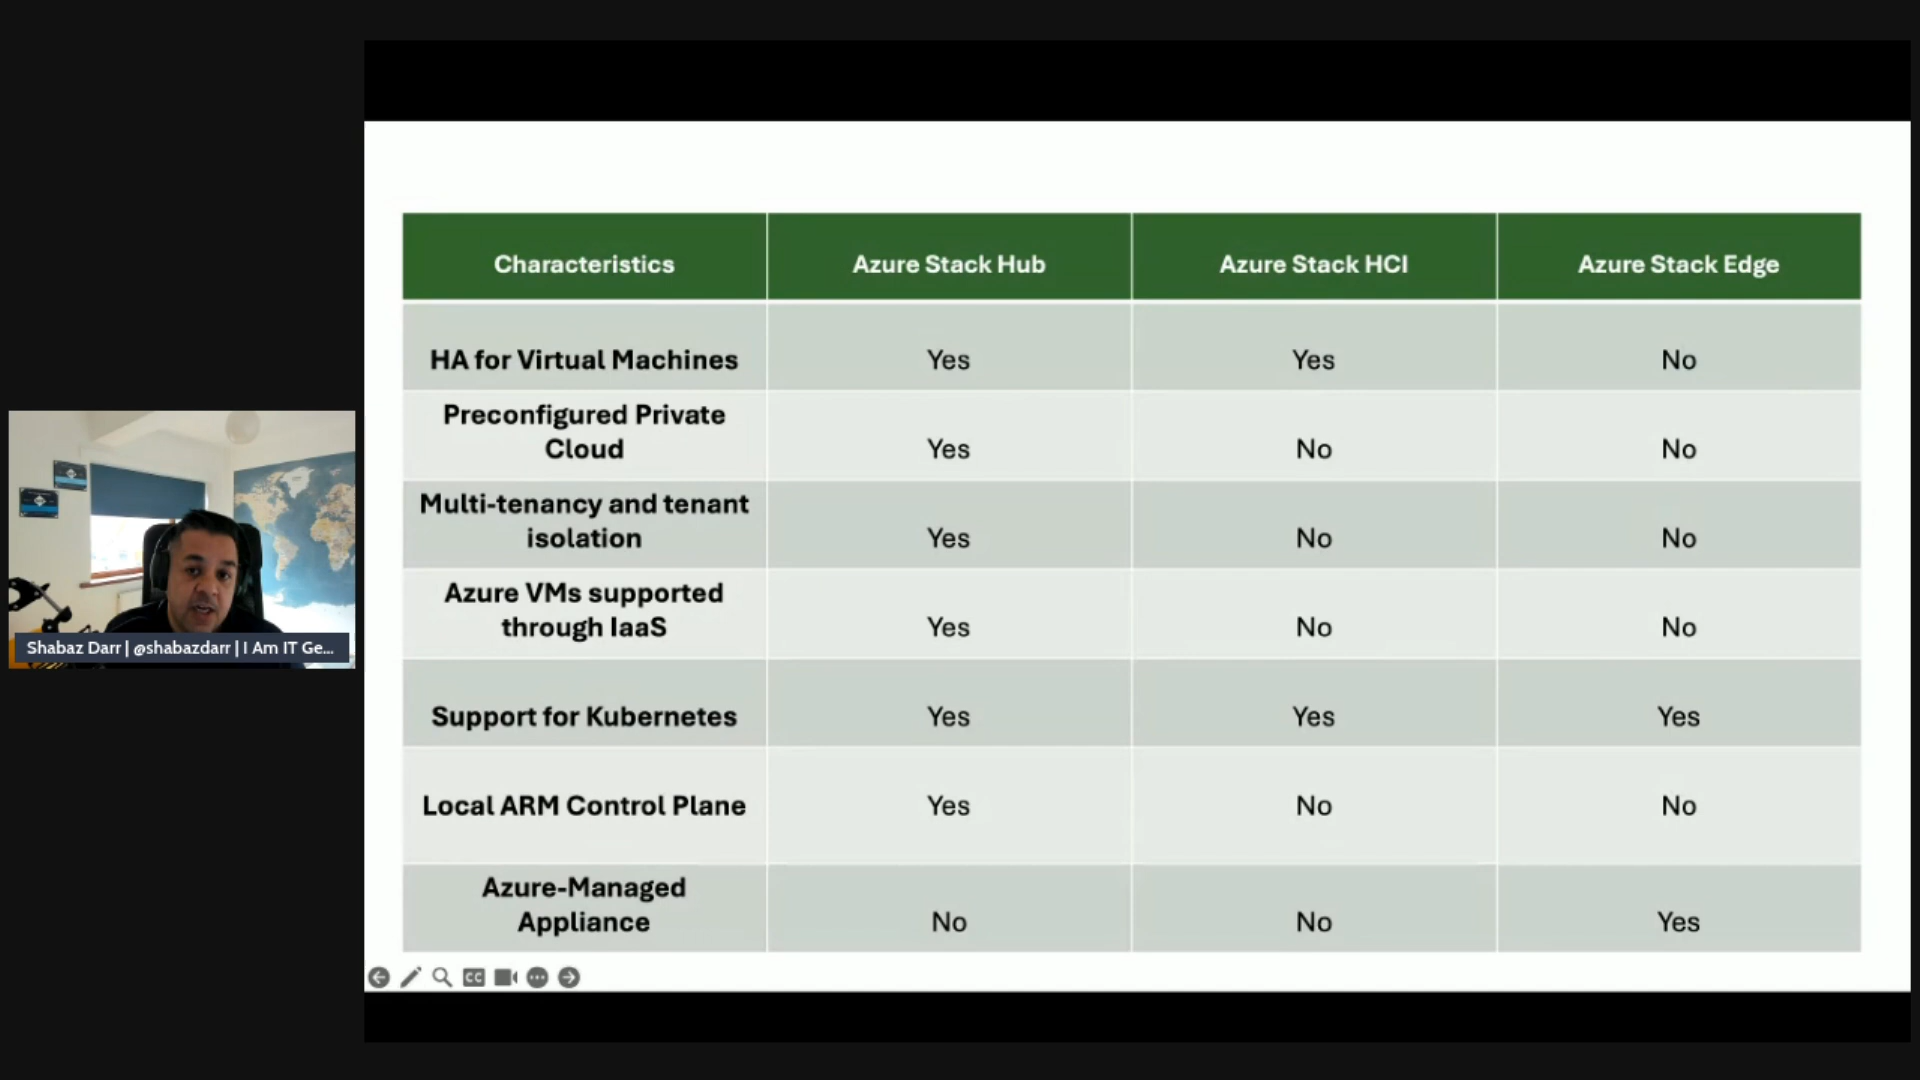 Characteristics Azure Stack Hub Azure Stack HCI Azure Stack Edge
HA for Virtual Machines Yes Yes No
Preconfigured Private
Cloud Yes No No
Multi-tenancy and tenant
isolation Yes No No
Azure VMs supported
through IaaS Yes No No
Support for Kubernetes Yes Yes Yes
Local ARM Control Plane Yes No No
Azure-Managed
Appliance No No Yes
CC
Shabaz Darr | @shabazdarr | I Am IT Ge...